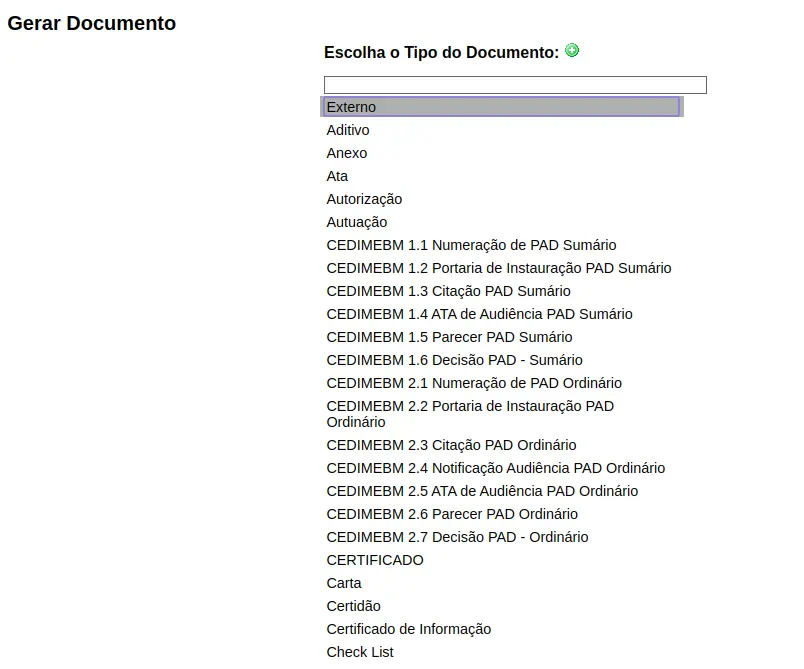 Gerar Documento
Escolha o Tipo do Documento:
Externo
Aditivo
Anexo
Ata
Autorização
Autuação
CEDIMEBM 1.1 Numeração de PAD Sumário
CEDIMEBM 1.2 Portaria de Instauração PAD Sumário
CEDIMEBM 1.3 Citação PAD Sumário
CEDIMEBM 1.4 ATA de Audiência PAD Sumário
CEDIMEBM 1.5 Parecer PAD Sumário
CEDIMEBM 1.6 Decisão PAD - Sumário
CEDIMEBM 2.1 Numeração de PAD Ordinário
CEDIMEBM 2.2 Portaria de Instauração PAD
Ordinário
CEDIMEBM 2.3 Citação PAD Ordinário
CEDIMEBM 2.4 Notificação Audiência PAD Ordinário
CEDIMEBM 2.5 ATA de Audiência PAD Ordinário
CEDIMEBM 2.6 Parecer PAD Ordinário
CEDIMEBM 2.7 Decisão PAD - Ordinário
CERTIFICADO
Carta
Certidão
Certificado de Informação
Check List